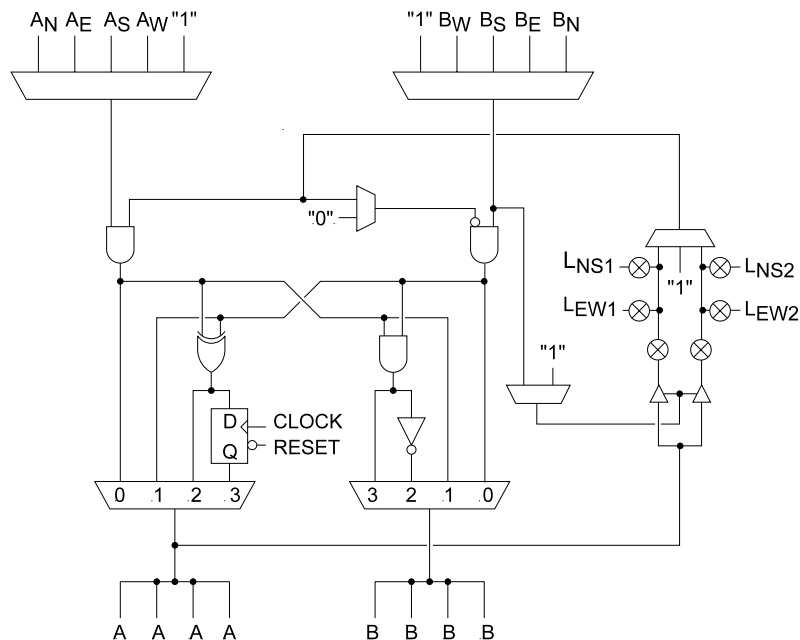 AN AE AS AW "1"
"1" BW BS BE BN
"0"
LNS1 "1" LNS2
LEW1 LEW2
"1"
D CLOCK
Q RESET
0 1 2 3
3 2 1 0
A A A A
B B B B